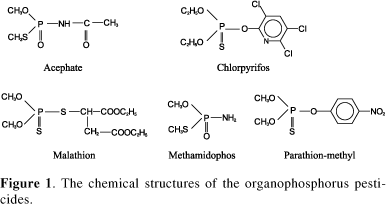 CH₃O
CH₃S
P
O
NH
C
O
CH₃
Acephate
C₂H₅O
C₂H₅O
P
S
O
N
Cl
Cl
Cl
Chlorpyrifos
CH₃O
CH₃O
P
S
S
CH
COOC₂H₅
CH₂
COOC₂H₅
Malathion
CH₃O
CH₃S
P
O
NH₂
Methamidophos
CH₃O
CH₃O
P
S
O
NO₂
Parathion-methyl
Figure 1. The chemical structures of the organophosphorus pesti-
cides.